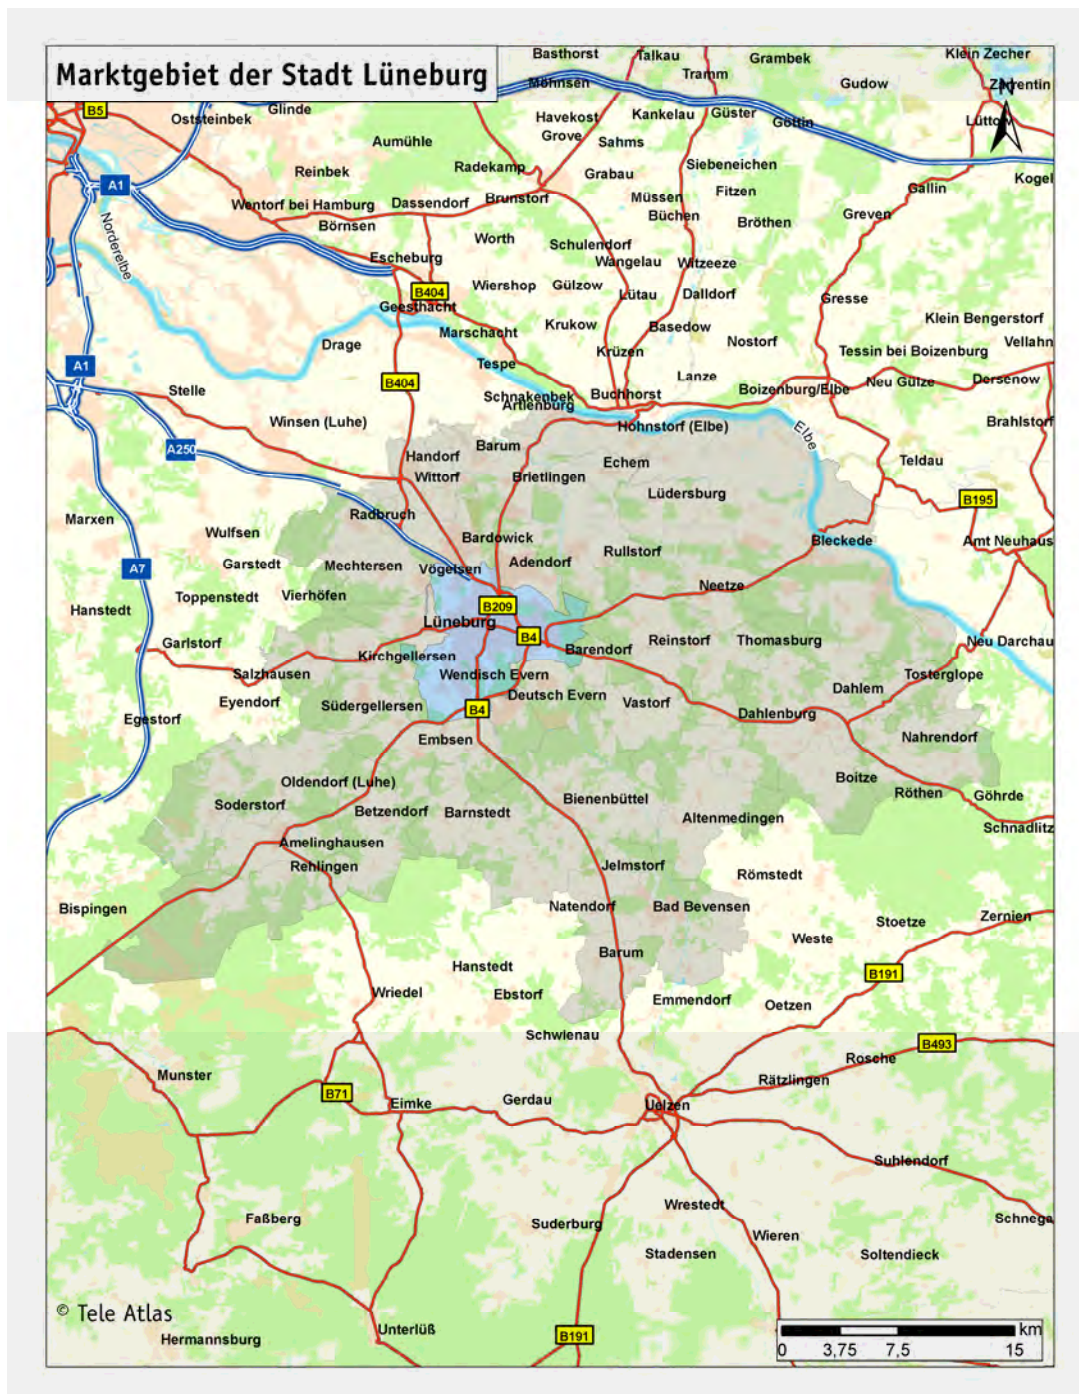 Marktgebiet der Stadt Lüneburg
Basthorst
Talkau
Grambek
Klein Zecher
Möhnsen
Tramm
Gudow
Zarrentin
N
B5
Glinde
Oststeinbek
Havekost
Kankelau
Güster
Göttin
Lüttow
Grove
Sahms
Aumühle
Siebeneichen
Reinbek
Radekamp
Grabau
A1
Kogel
Gallin
Müssen
Fitzen
Brunstorf
Wentorf bei Hamburg
Dassendorf
Büchen
Greven
Bröthen
Börnsen
Norderelbe
Worth
Schulendorf
Escheburg
Wangelau
Witzeeze
B404
Wiershop
Gülzow
Lütau
Dalldorf
Gresse
Geesthacht
Klein Bengerstorf
Krukow
Basedow
Marschacht
Nostorf
Vellahn
Drage
Krüzen
Tessin bei Boizenburg
A1
Tespe
Lanze
B404
Neu Gülze
Dersenow
Stelle
Boizenburg/Elbe
Schnakenbek
Buchhorst
Artlenburg
Winsen (Luhe)
Hohnstorf (Elbe)
Brahlstorf
Elbe
A250
Barum
Handorf
Echem
Teldau
Wittorf
Brietlingen
Lüdersburg
B195
Radbruch
Marxen
Wulfsen
Bardowick
Bleckede
Amt Neuhaus
Rullstorf
Garstedt
Mechtersen
Vögelsen
Adendorf
A7
Neetze
Toppenstedt
Vierhöfen
B209
Hanstedt
Lüneburg
B4
Garlstorf
Barendorf
Reinstorf
Thomasburg
Neu Darchau
Kirchgellersen
Salzhausen
Wendisch Evern
Tosterglope
Dahlem
Eyendorf
Südergellersen
Deutsch Evern
Vastorf
B4
Dahlenburg
Egestorf
Embsen
Nahrendorf
Oldendorf (Luhe)
Boitze
Röthen
Göhrde
Soderstorf
Betzendorf
Barnstedt
Bienenbüttel
Altenmedingen
Schnadlitz
Amelinghausen
Rehlingen
Jelmstorf
Römstedt
Bispingen
Natendorf
Bad Bevensen
Stoetze
Zernien
Weste
Barum
Hanstedt
B191
Wriedel
Ebstorf
Emmendorf
Oetzen
Schwienau
B493
Rosche
Munster
Rätzlingen
B71
Eimke
Gerdau
Uelzen
Suhlendorf
Wrestedt
Faßberg
Suderburg
Schnega
Wieren
Stadensen
Soltendieck
© Tele Atlas
Unterlüß
Hermannsburg
B191
km
0 3,75 7,5 15